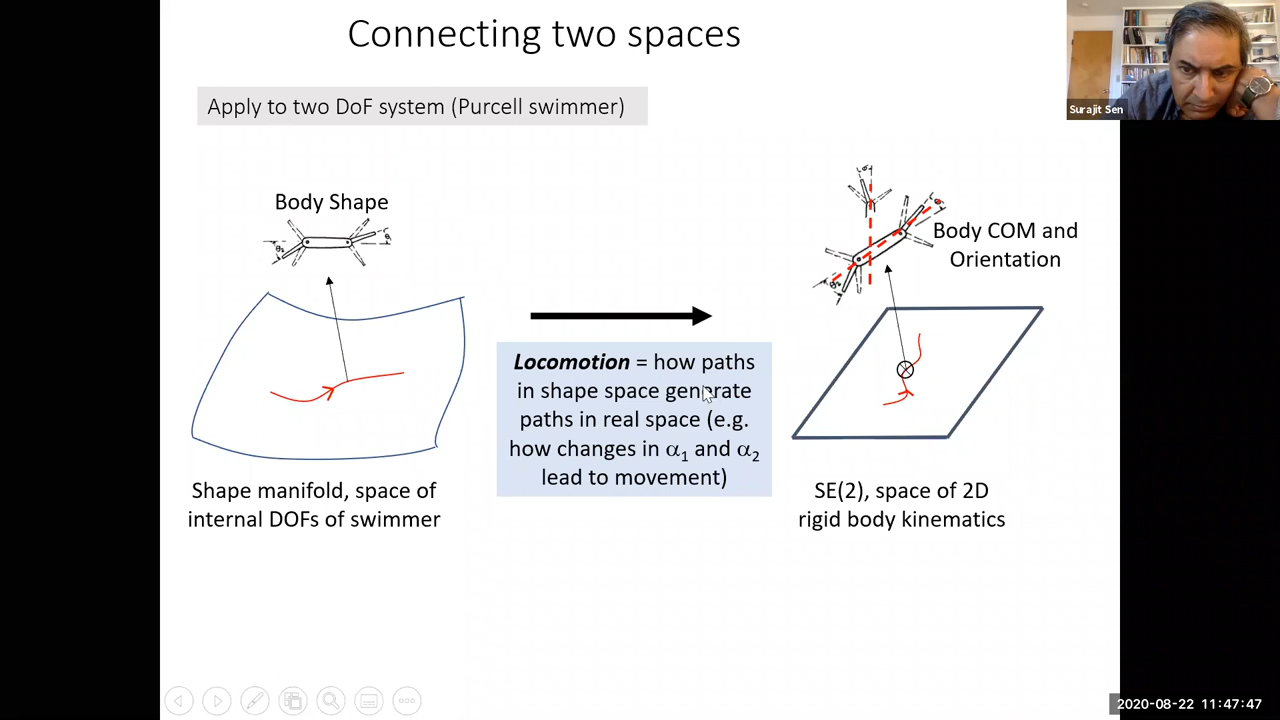 Connecting two spaces
Apply to two DoF system (Purcell swimmer)
Surajit Sen
Body Shape
Body COM and
Orientation
Locomotion = how paths
in shape space generate
paths in real space (e.g.
how changes in α₁ and α₂
lead to movement)
Shape manifold, space of
internal DOFs of swimmer
SE(2), space of 2D
rigid body kinematics
2020-08-22 11:47:47